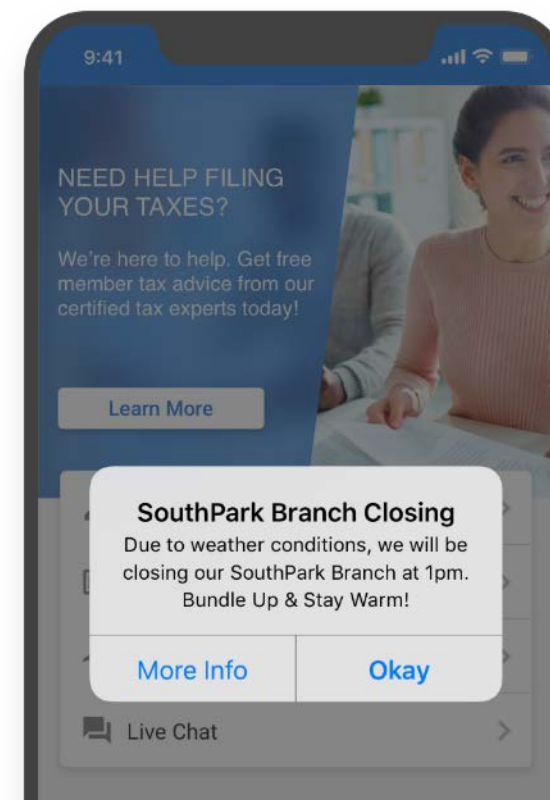 9:41
NEED HELP FILING
YOUR TAXES?
We're here to help. Get free
member tax advice from our
certified tax experts today!
Learn More
SouthPark Branch Closing
Due to weather conditions, we will be
closing our SouthPark Branch at 1pm.
Bundle Up & Stay Warm!
More Info
Okay
Live Chat